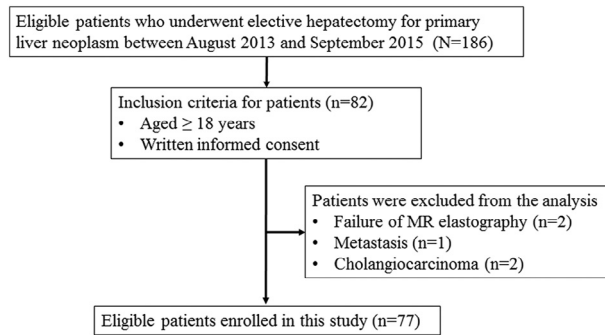 Eligible patients who underwent elective hepatectomy for primary
liver neoplasm between August 2013 and September 2015  (N=186)
Inclusion criteria for patients (n=82)
• Aged ≥ 18 years
• Written informed consent
Patients were excluded from the analysis
• Failure of MR elastography (n=2)
• Metastasis (n=1)
• Cholangiocarcinoma (n=2)
Eligible patients enrolled in this study (n=77)